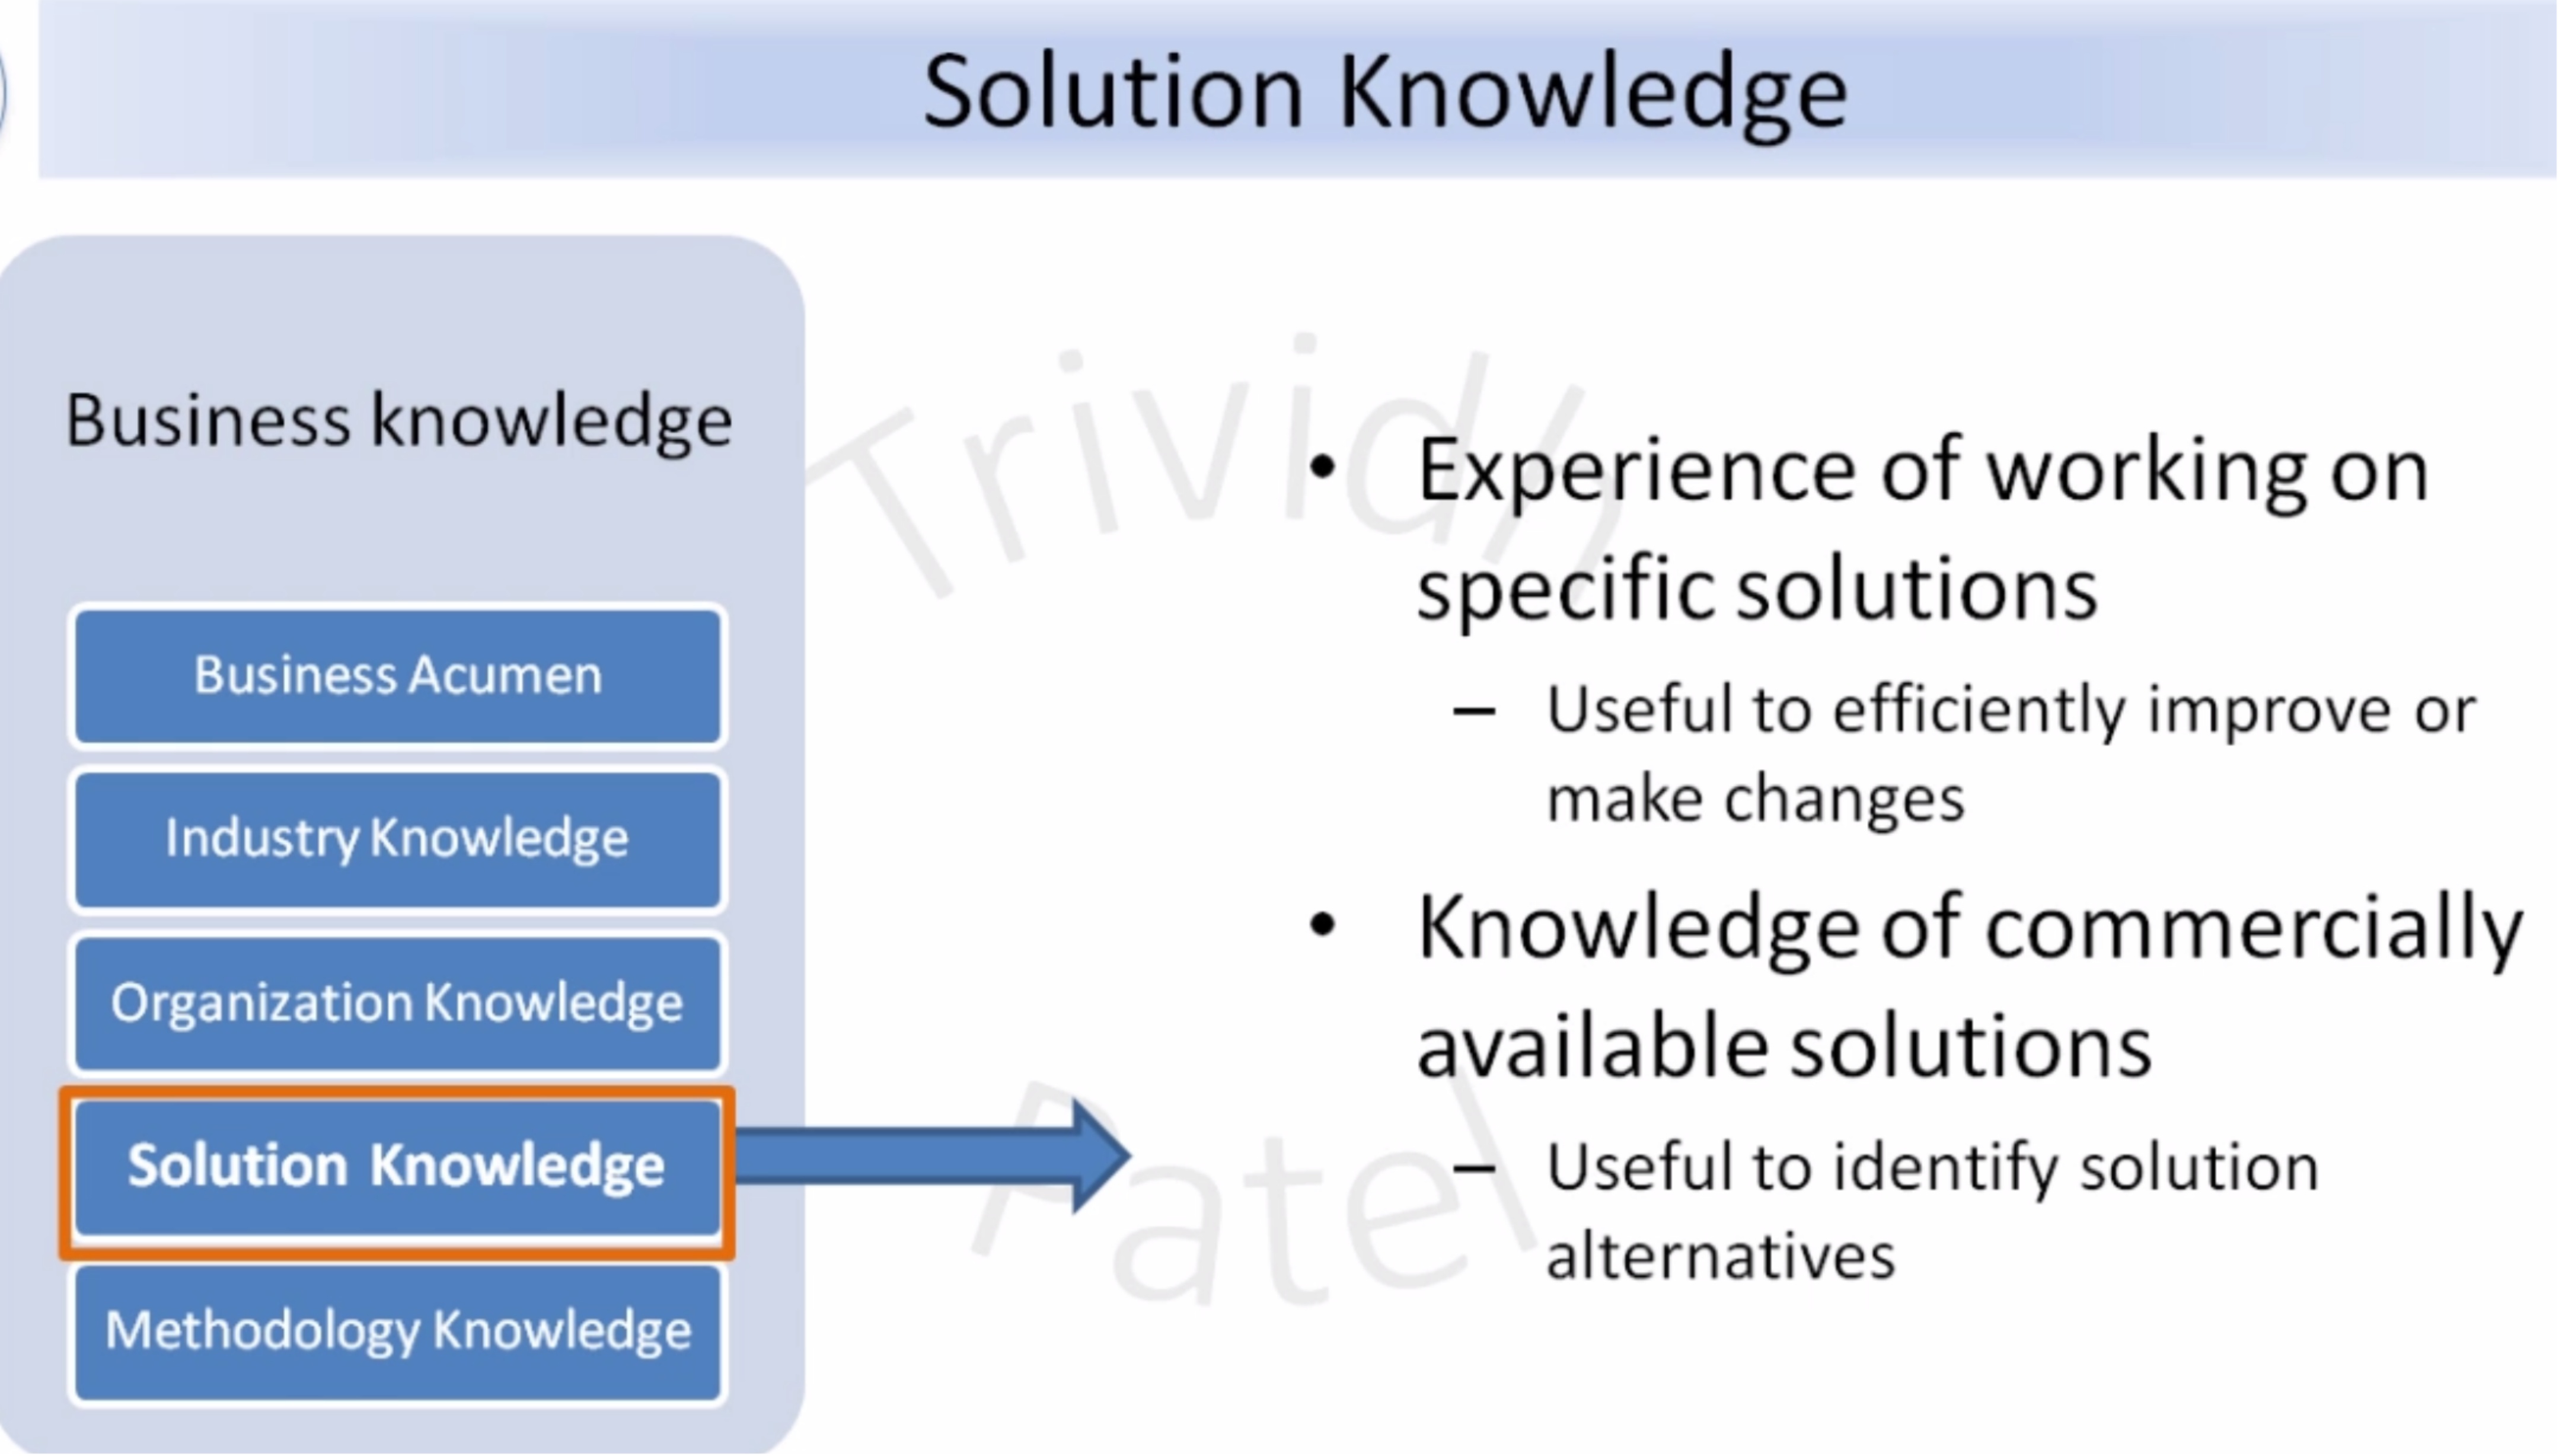 Solution Knowledge
Business knowledge
Business Acumen
Industry Knowledge
Organization Knowledge
Solution Knowledge
Methodology Knowledge
• Experience of working on
specific solutions
– Useful to efficiently improve or
make changes
• Knowledge of commercially
available solutions
– Useful to identify solution
alternatives
Trividh
Patel